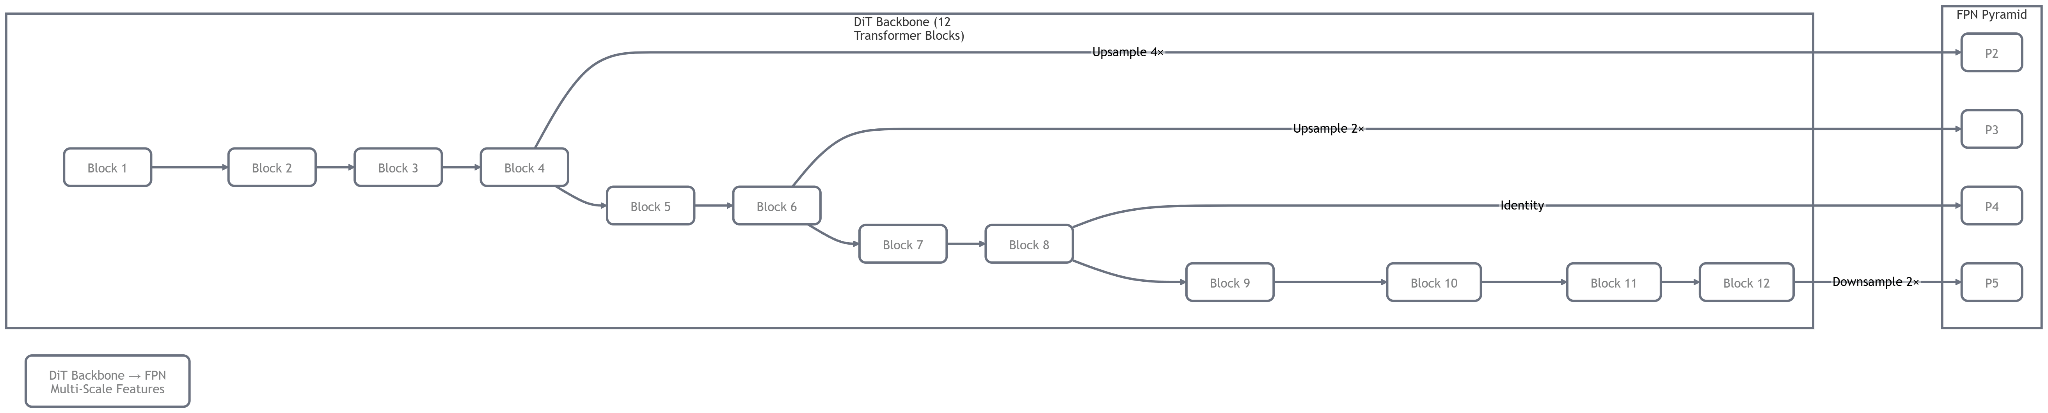 DiT Backbone (12
Transformer Blocks)
FPN Pyramid
Upsample 4×
P2
Upsample 2×
P3
Block 1
Block 2
Block 3
Block 4
Block 5
Block 6
Identity
P4
Block 7
Block 8
Block 9
Block 10
Block 11
Block 12
Downsample 2×
P5
DiT Backbone → FPN
Multi-Scale Features